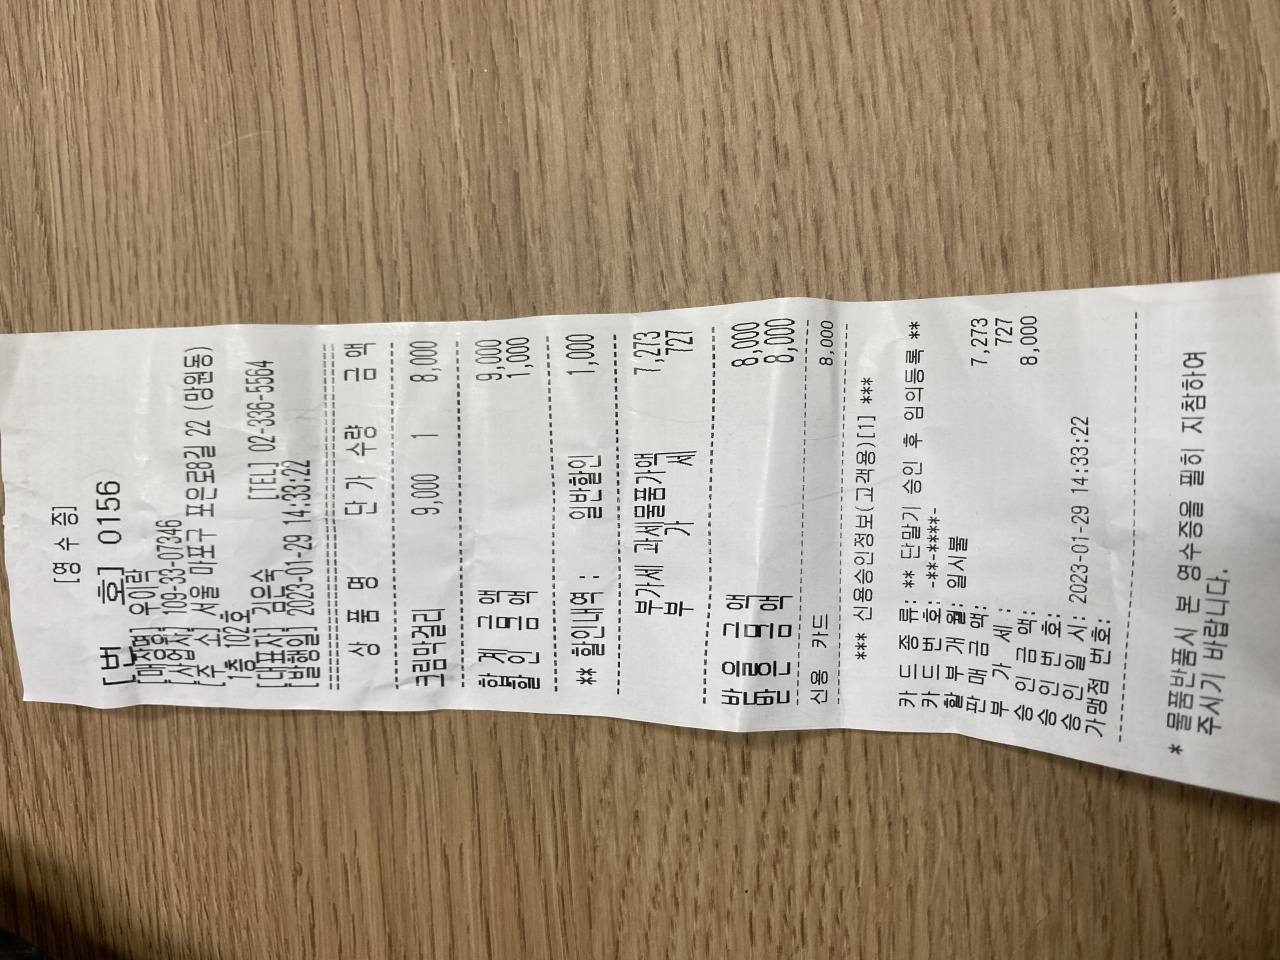 [영 수 증]
[번 호] 0156
[매장명] 우이락
[사업자] 109-33-07346
[주 소] 서울 마포구 포은로8길 22 (망원동)
1층 102호
[대표자] 김은숙 [TEL] 02-336-5564
[발행일] 2023-01-29 14:33:22
상 품 명 단 가 수량 금 액
크림막걸리 9,000 1 8,000
합 계 금 액 9,000
할 인 금 액 1,000
** 할인내역 : 일반할인 1,000
부가세 과세물품가액 7,273
부 가 세 727
받 을 금 액 8,000
받 은 금 액 8,000
신용 카드 8,000
*** 신용승인정보(고객용)[1] ***
카 드 종 류: ** 단말기 승인 후 임의등록 **
카 드 번 호: -**-****-
할 부 개 월: 일시불
판 매 금 액: 7,273
부 가 세 : 727
승 인 금 액: 8,000
승 인 번 호:
승 인 일 시: 2023-01-29 14:33:22
가맹점 번호:
* 물품반품시 본 영수증을 필히 지참하여
주시기 바랍니다.